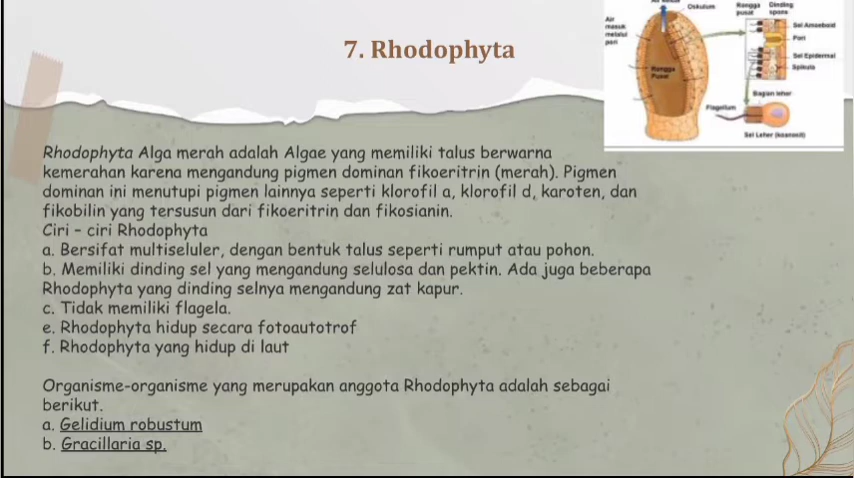 7. Rhodophyta
Oskulum
Rongga pusat
Dinding spons
Air masuk melalui pori
Sel Amoeboid
Pori
Sel Epidermal
Spikula
Rongga Pusat
Bagian leher
Flagellum
Sel Leher (koanosit)
Rhodophyta Alga merah adalah Algae yang memiliki talus berwarna
kemerahan karena mengandung pigmen dominan fikoeritrin (merah). Pigmen
dominan ini menutupi pigmen lainnya seperti klorofil a, klorofil d, karoten, dan
fikobilin yang tersusun dari fikoeritrin dan fikosianin.
Ciri - ciri Rhodophyta
a. Bersifat multiseluler, dengan bentuk talus seperti rumput atau pohon.
b. Memiliki dinding sel yang mengandung selulosa dan pektin. Ada juga beberapa
Rhodophyta yang dinding selnya mengandung zat kapur.
c. Tidak memiliki flagela.
e. Rhodophyta hidup secara fotoautotrof
f. Rhodophyta yang hidup di laut
Organisme-organisme yang merupakan anggota Rhodophyta adalah sebagai
berikut.
a. Gelidium robustum
b. Gracillaria sp.